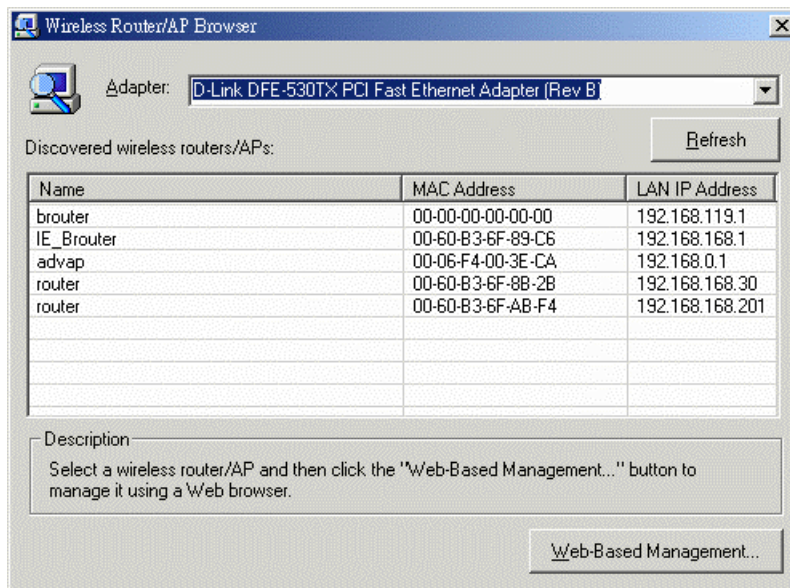 Wireless Router/AP Browser
Adapter: D-Link DFE-530TX PCI Fast Ethernet Adapter (Rev B)
Refresh
Discovered wireless routers/APs:
Name MAC Address LAN IP Address
brouter 00-00-00-00-00-00 192.168.119.1
IE_Brouter 00-60-B3-6F-89-C6 192.168.168.1
advap 00-06-F4-00-3E-CA 192.168.0.1
router 00-60-B3-6F-8B-2B 192.168.168.30
router 00-60-B3-6F-AB-F4 192.168.168.201
Description
Select a wireless router/AP and then click the "Web-Based Management..." button to
manage it using a Web browser.
Web-Based Management...